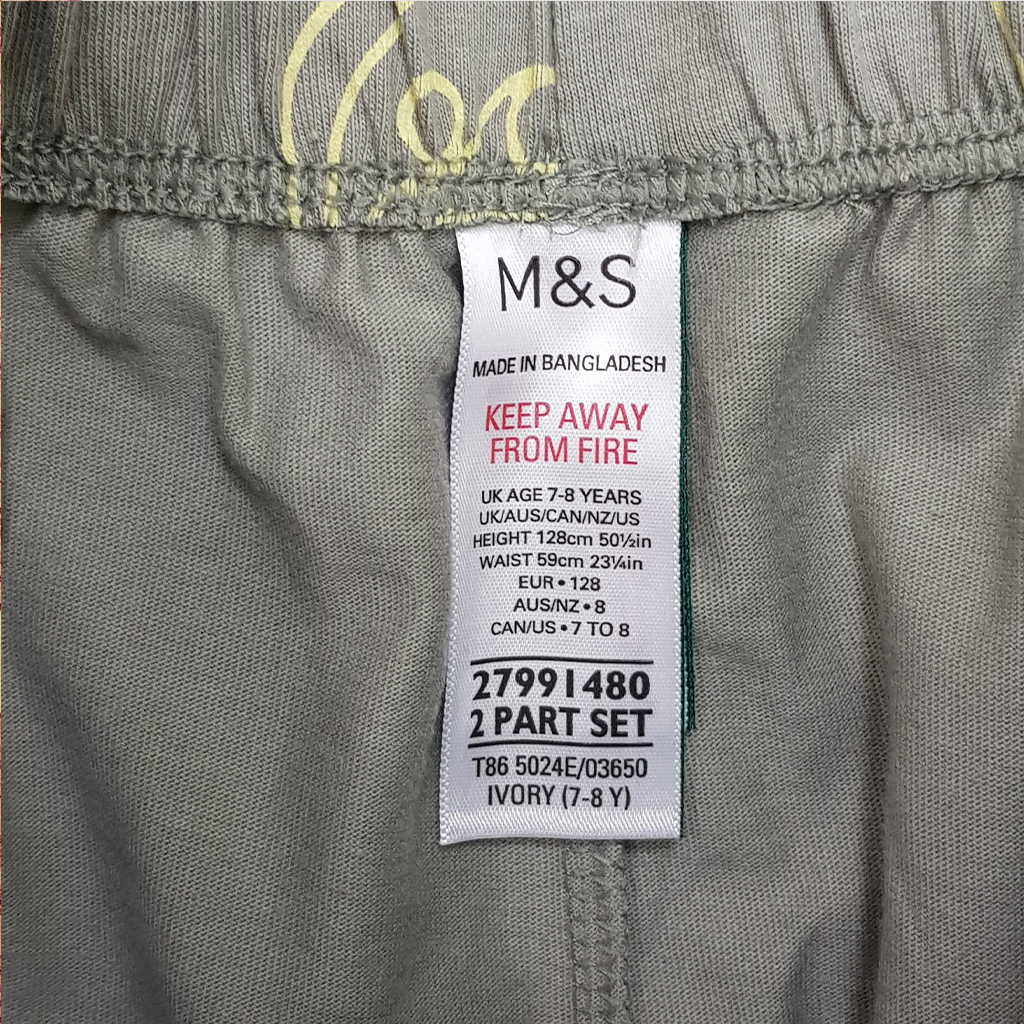 M&S
MADE IN BANGLADESH
KEEP AWAY
FROM FIRE
UK AGE 7-8 YEARS
UK/AUS/CAN/NZ/US
HEIGHT 128cm 50½in
WAIST 59cm 23¼in
EUR • 128
AUS/NZ • 8
CAN/US • 7 TO 8
27991480
2 PART SET
T86 5024E/03650
IVORY (7-8 Y)